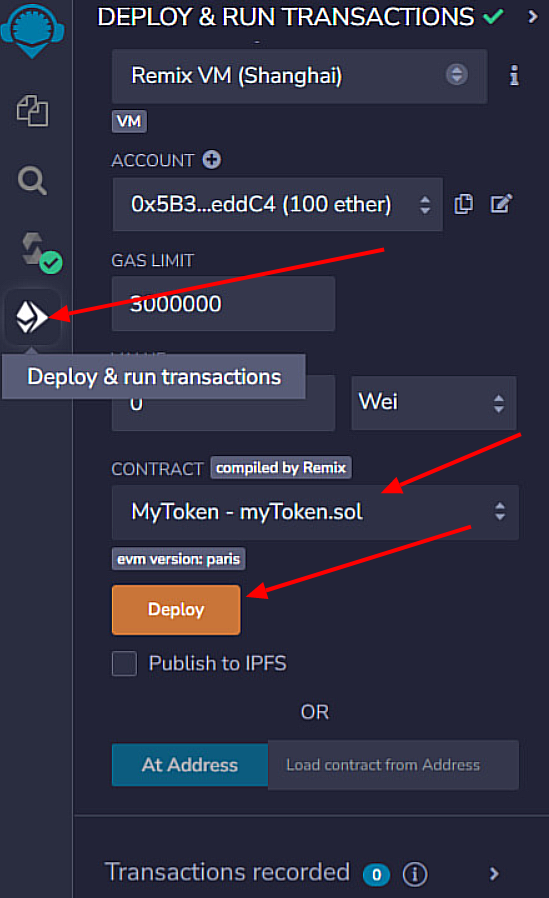 DEPLOY & RUN TRANSACTIONS
Remix VM (Shanghai)
VM
ACCOUNT
0x5B3...eddC4 (100 ether)
GAS LIMIT
3000000
VALUE
Deploy & run transactions
0
Wei
CONTRACT compiled by Remix
MyToken - myToken.sol
evm version: paris
Deploy
Publish to IPFS
OR
At Address Load contract from Address
Transactions recorded 0 i